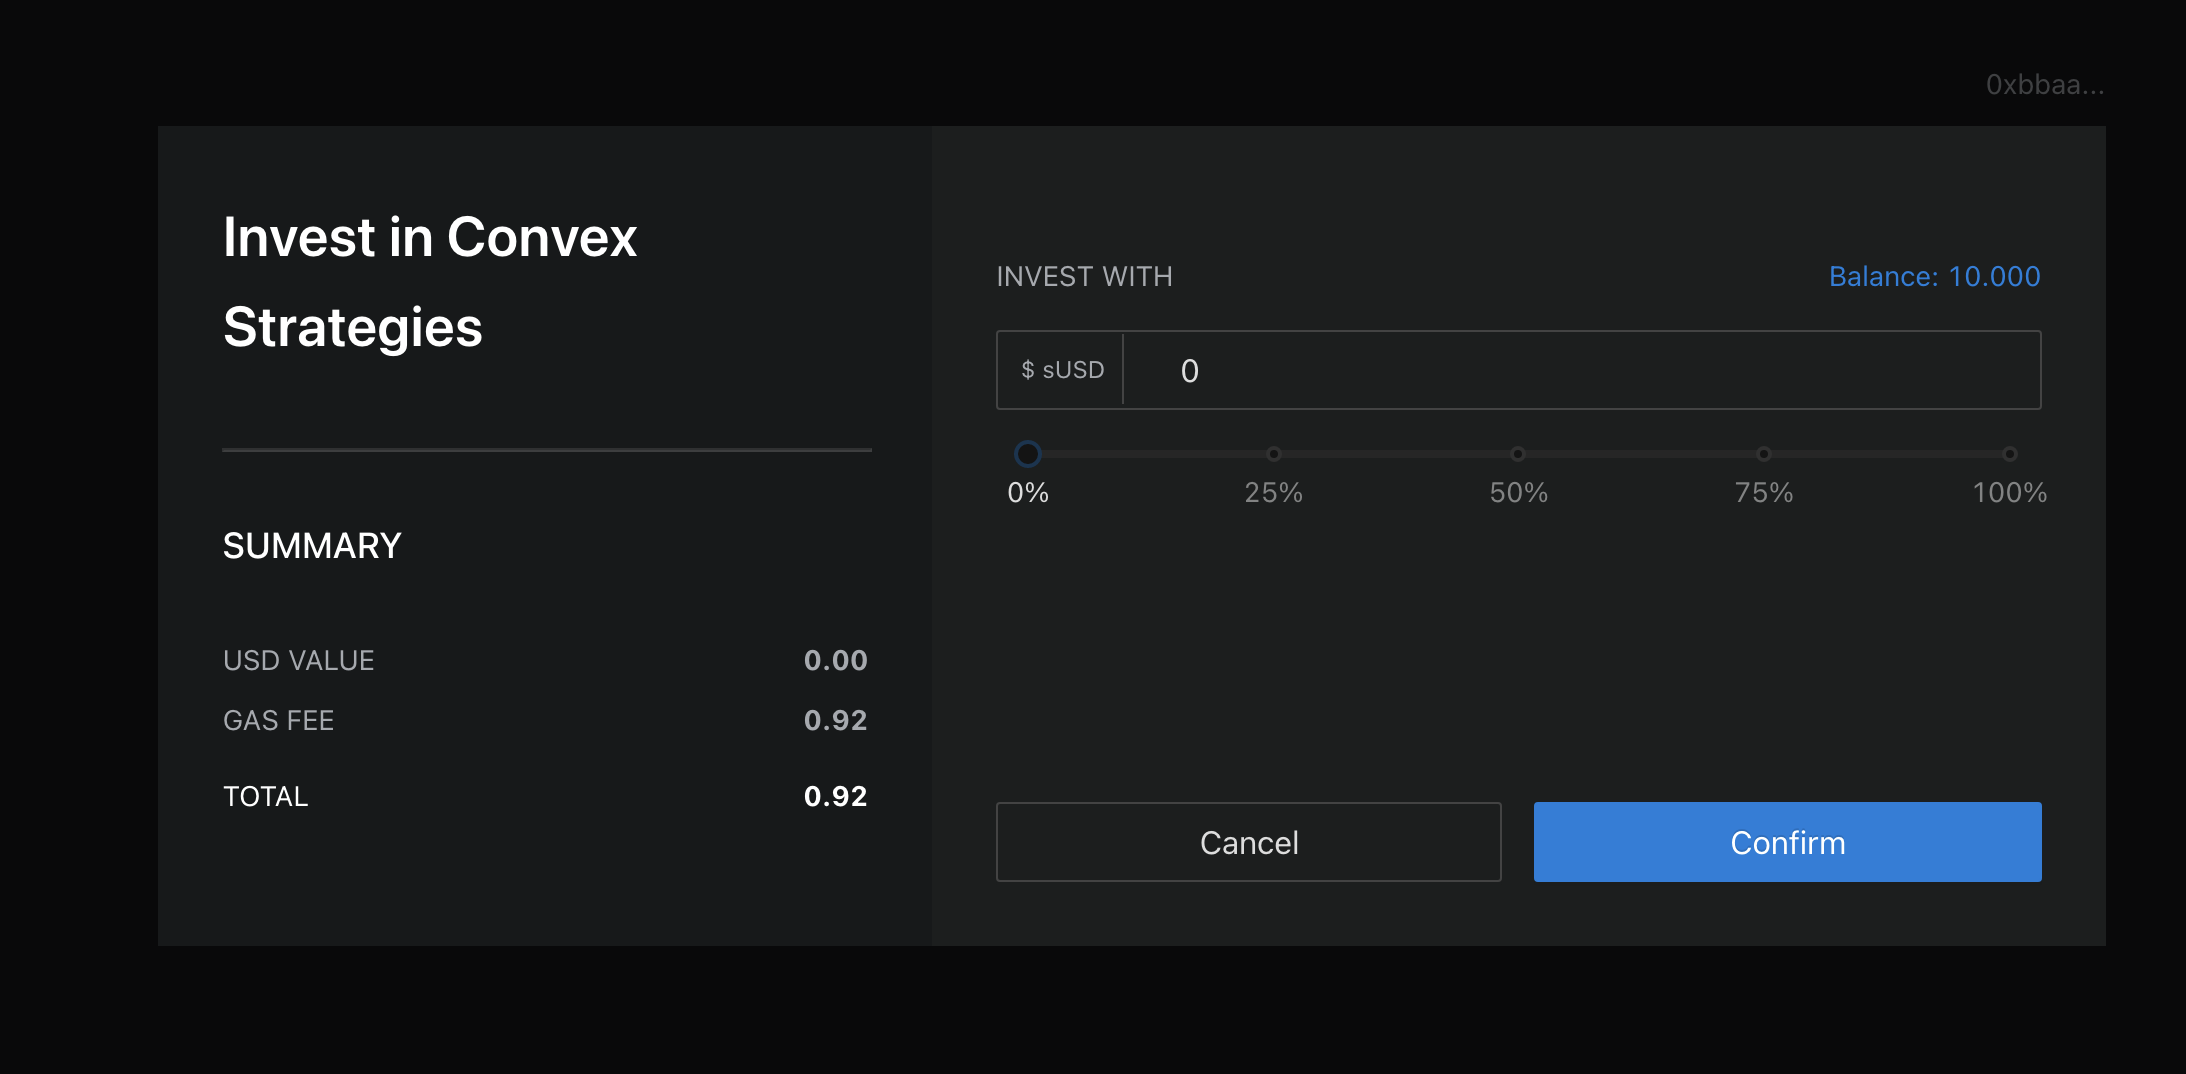 0xbbaa...
Invest in Convex
Strategies
SUMMARY
USD VALUE 0.00
GAS FEE 0.92
TOTAL 0.92
INVEST WITH Balance: 10.000
$ sUSD 0
0% 25% 50% 75% 100%
Cancel Confirm